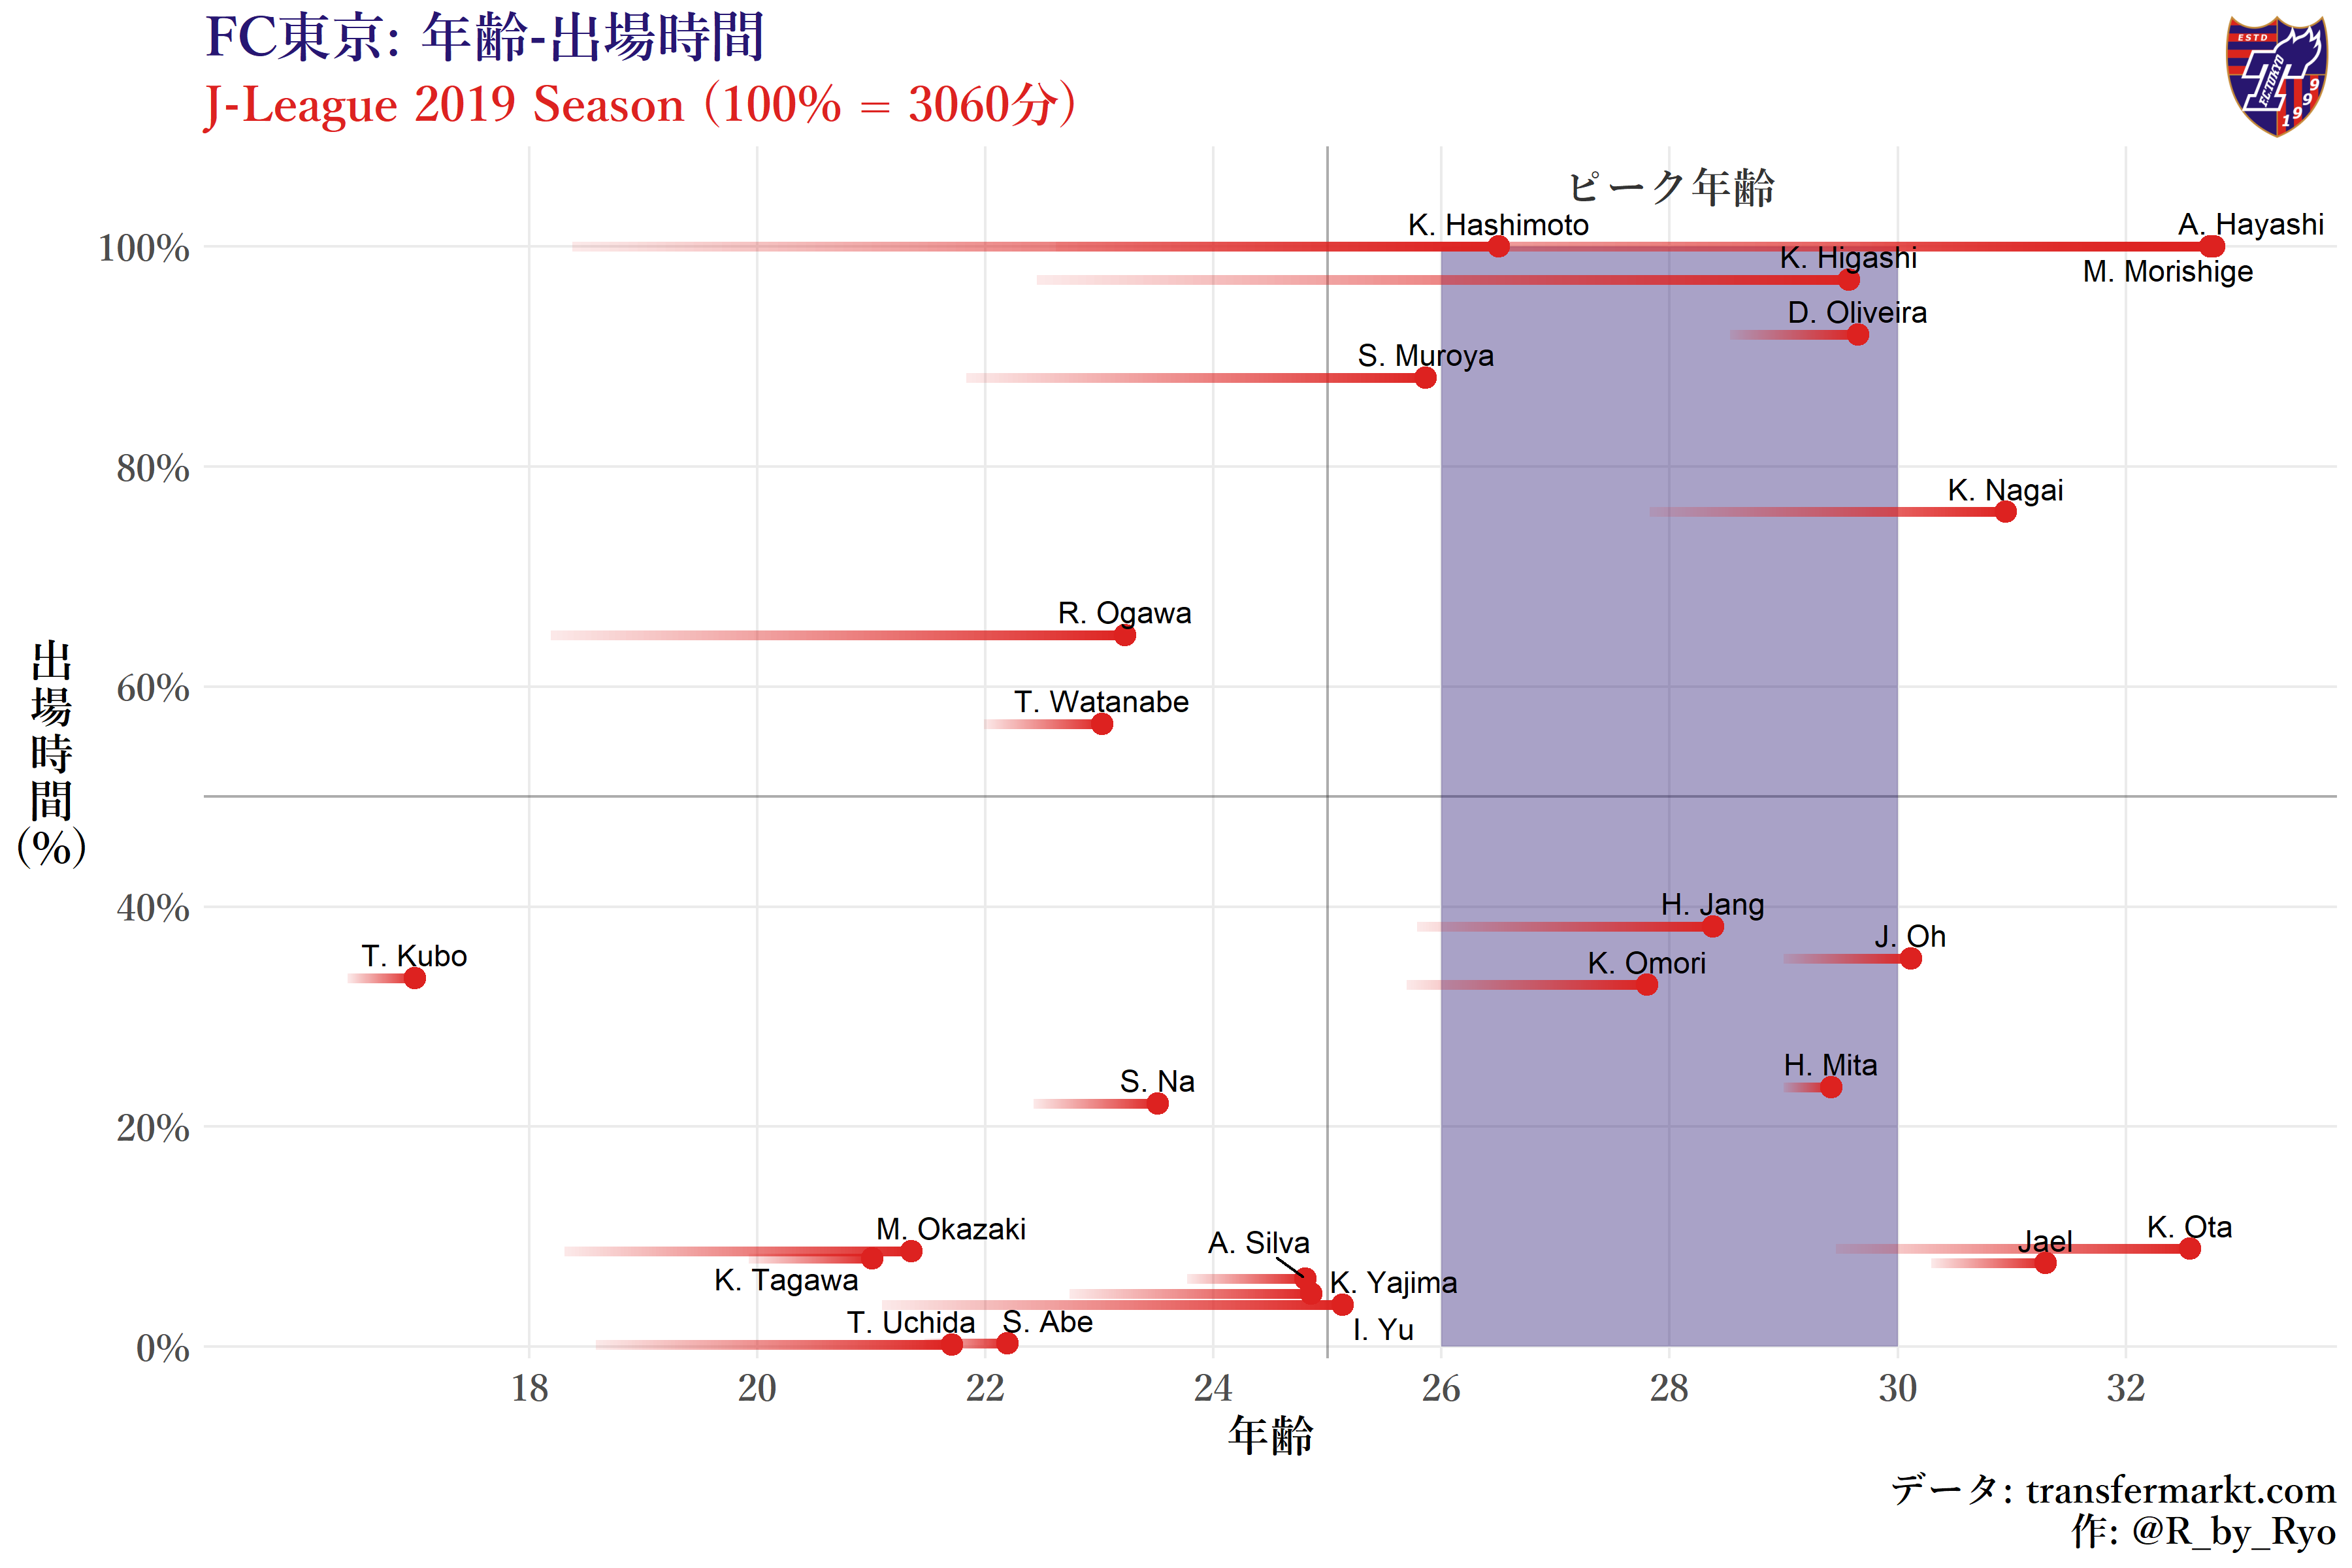 FC東京: 年齢-出場時間
J-League 2019 Season (100% = 3060分)
ESTD
F.C.TOKYO
1999
ピーク年齢
K. Hashimoto
A. Hayashi
100%
K. Higashi
M. Morishige
D. Oliveira
S. Muroya
80%
K. Nagai
R. Ogawa
60%
T. Watanabe
出場時間(%)
40%
H. Jang
J. Oh
T. Kubo
K. Omori
H. Mita
S. Na
20%
M. Okazaki
K. Ota
A. Silva
Jael
K. Tagawa
K. Yajima
T. Uchida
S. Abe
I. Yu
0%
18 20 22 24 26 28 30 32
年齢
データ: transfermarkt.com
作: @R_by_Ryo